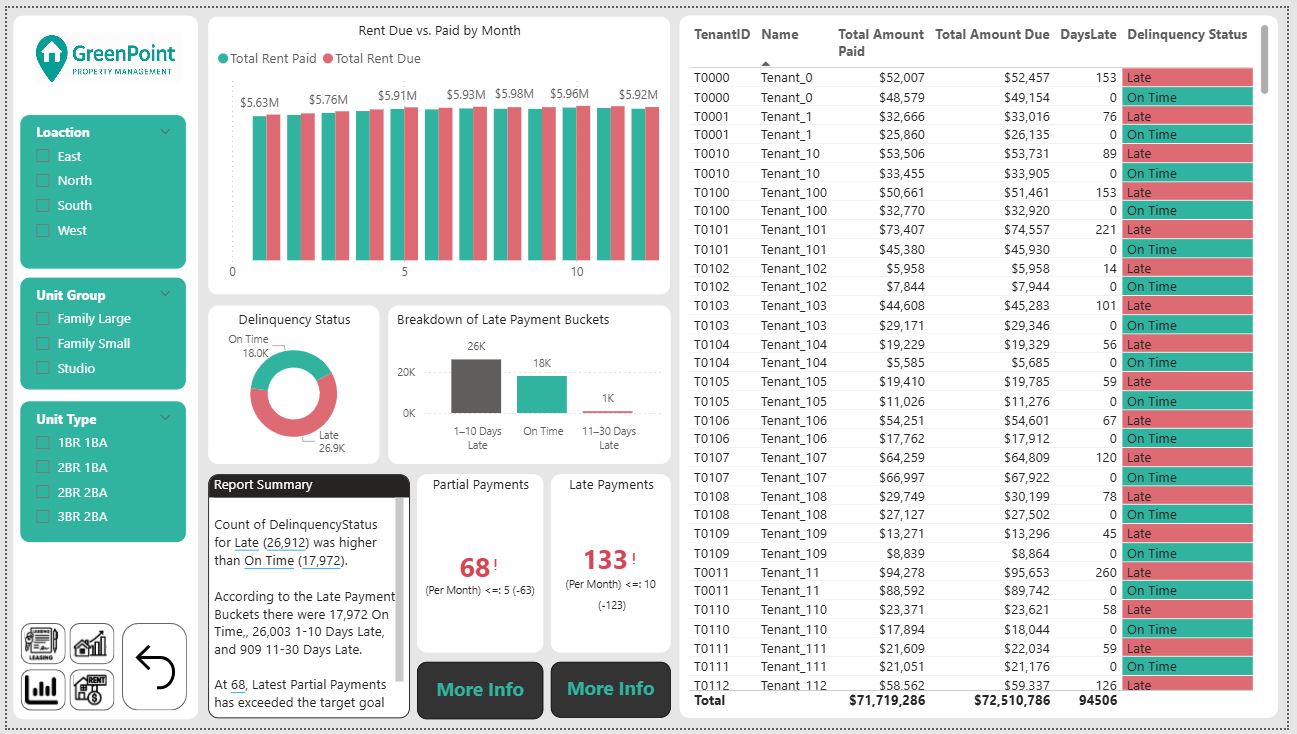 GreenPoint
PROPERTY MANAGEMENT
Loaction
East
North
South
West
Unit Group
Family Large
Family Small
Studio
Unit Type
1BR 1BA
2BR 1BA
2BR 2BA
3BR 2BA
LEASING
RENT
Rent Due vs. Paid by Month
Total Rent Paid Total Rent Due
$5.63M $5.76M $5.91M $5.93M $5.98M $5.96M $5.92M
0 5 10
Delinquency Status
On Time
18.0K
Late
26.9K
Breakdown of Late Payment Buckets
26K
18K
1K
20K
0K
1–10 Days
Late
On Time
11–30 Days
Late
Report Summary
Count of DelinquencyStatus
for Late (26,912) was higher
than On Time (17,972).
According to the Late Payment
Buckets there were 17,972 On
Time,, 26,003 1-10 Days Late,
and 909 11-30 Days Late.
At 68, Latest Partial Payments
has exceeded the target goal
Partial Payments
68!
(Per Month) <=: 5 (-63)
More Info
Late Payments
133!
(Per Month) <=: 10
(-123)
More Info
TenantID Name Total Amount Paid Total Amount Due DaysLate Delinquency Status
T0000 Tenant_0 $52,007 $52,457 153 Late
T0000 Tenant_0 $48,579 $49,154 0 On Time
T0001 Tenant_1 $32,666 $33,016 76 Late
T0001 Tenant_1 $25,860 $26,135 0 On Time
T0010 Tenant_10 $53,506 $53,731 89 Late
T0010 Tenant_10 $33,455 $33,905 0 On Time
T0100 Tenant_100 $50,661 $51,461 153 Late
T0100 Tenant_100 $32,770 $32,920 0 On Time
T0101 Tenant_101 $73,407 $74,557 221 Late
T0101 Tenant_101 $45,380 $45,930 0 On Time
T0102 Tenant_102 $5,958 $5,958 14 Late
T0102 Tenant_102 $7,844 $7,944 0 On Time
T0103 Tenant_103 $44,608 $45,283 101 Late
T0103 Tenant_103 $29,171 $29,346 0 On Time
T0104 Tenant_104 $19,229 $19,329 56 Late
T0104 Tenant_104 $5,585 $5,685 0 On Time
T0105 Tenant_105 $19,410 $19,785 59 Late
T0105 Tenant_105 $11,026 $11,276 0 On Time
T0106 Tenant_106 $54,251 $54,601 67 Late
T0106 Tenant_106 $17,762 $17,912 0 On Time
T0107 Tenant_107 $64,259 $64,809 120 Late
T0107 Tenant_107 $66,997 $67,922 0 On Time
T0108 Tenant_108 $29,749 $30,199 78 Late
T0108 Tenant_108 $27,127 $27,502 0 On Time
T0109 Tenant_109 $13,271 $13,296 45 Late
T0109 Tenant_109 $8,839 $8,864 0 On Time
T0011 Tenant_11 $94,278 $95,653 260 Late
T0011 Tenant_11 $88,592 $89,742 0 On Time
T0110 Tenant_110 $23,371 $23,621 58 Late
T0110 Tenant_110 $17,894 $18,044 0 On Time
T0111 Tenant_111 $21,609 $22,034 59 Late
T0111 Tenant_111 $21,051 $21,176 0 On Time
T0112 Tenant_112 $58,562 $59,337 126 Late
Total $71,719,286 $72,510,786 94506